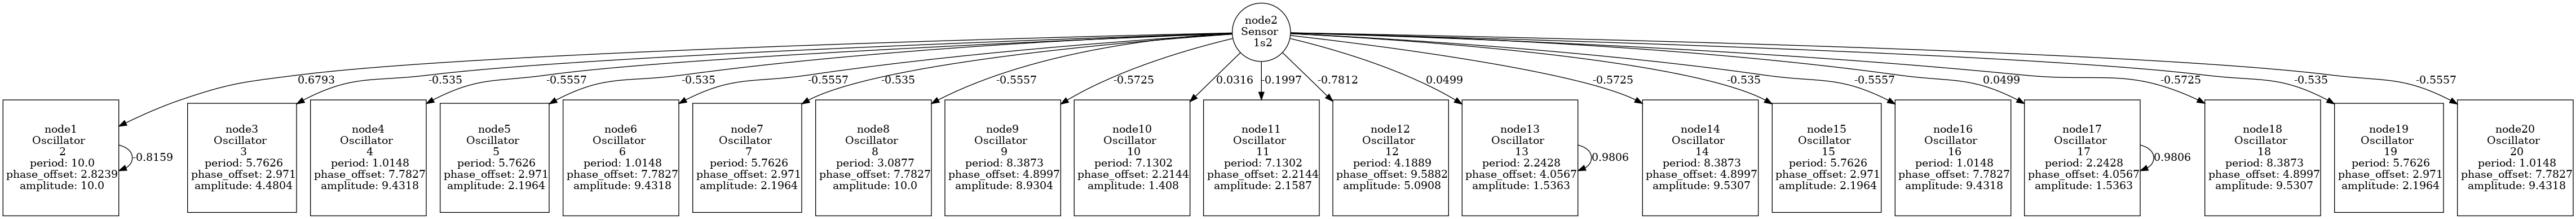 node2
Sensor
1s2
0.6793
-0.535
-0.5557
-0.535
-0.5557
-0.535
-0.5557
-0.5725
0.0316
-0.1997
-0.7812
0.0499
-0.5725
-0.535
-0.5557
0.0499
-0.5725
-0.535
-0.5557
node1
Oscillator
2
period: 10.0
phase_offset: 2.8239
amplitude: 10.0
-0.8159
node3
Oscillator
3
period: 5.7626
phase_offset: 2.971
amplitude: 4.4804
node4
Oscillator
4
period: 1.0148
phase_offset: 7.7827
amplitude: 9.4318
node5
Oscillator
5
period: 5.7626
phase_offset: 2.971
amplitude: 2.1964
node6
Oscillator
6
period: 1.0148
phase_offset: 7.7827
amplitude: 9.4318
node7
Oscillator
7
period: 5.7626
phase_offset: 2.971
amplitude: 2.1964
node8
Oscillator
8
period: 3.0877
phase_offset: 7.7827
amplitude: 10.0
node9
Oscillator
9
period: 8.3873
phase_offset: 4.8997
amplitude: 8.9304
node10
Oscillator
10
period: 7.1302
phase_offset: 2.2144
amplitude: 1.408
node11
Oscillator
11
period: 7.1302
phase_offset: 2.2144
amplitude: 2.1587
node12
Oscillator
12
period: 4.1889
phase_offset: 9.5882
amplitude: 5.0908
node13
Oscillator
13
period: 2.2428
phase_offset: 4.0567
amplitude: 1.5363
0.9806
node14
Oscillator
14
period: 8.3873
phase_offset: 4.8997
amplitude: 9.5307
node15
Oscillator
15
period: 5.7626
phase_offset: 2.971
amplitude: 2.1964
node16
Oscillator
16
period: 1.0148
phase_offset: 7.7827
amplitude: 9.4318
node17
Oscillator
17
period: 2.2428
phase_offset: 4.0567
amplitude: 1.5363
0.9806
node18
Oscillator
18
period: 8.3873
phase_offset: 4.8997
amplitude: 9.5307
node19
Oscillator
19
period: 5.7626
phase_offset: 2.971
amplitude: 2.1964
node20
Oscillator
20
period: 1.0148
phase_offset: 7.7827
amplitude: 9.4318